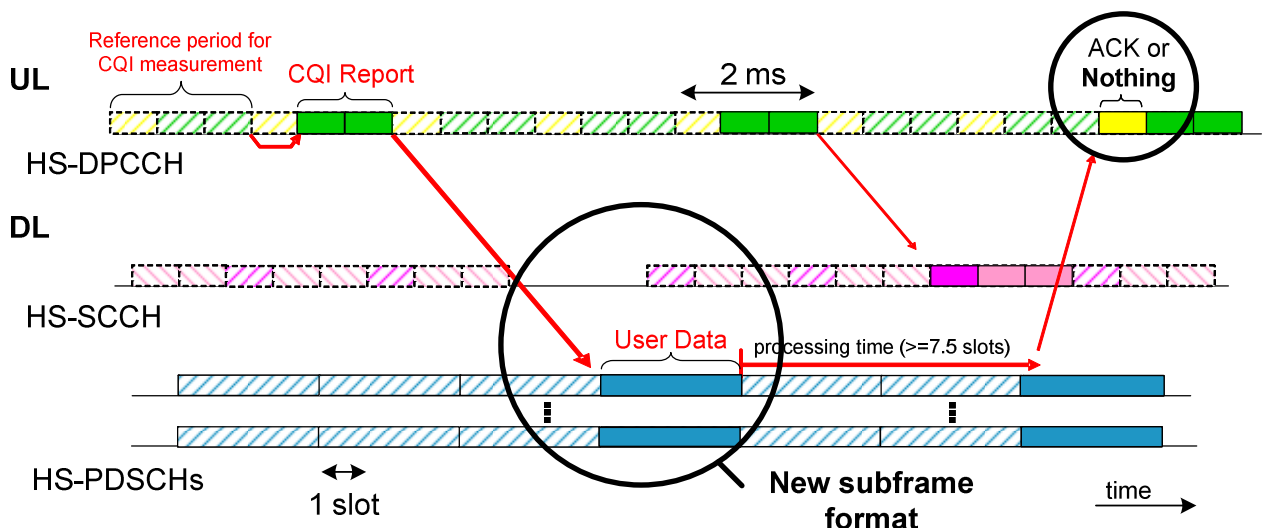 Reference period for
CQI measurement
UL
CQI Report
2 ms
ACK or
Nothing
HS-DPCCH
DL
HS-SCCH
User Data
processing time (>=7.5 slots)
HS-PDSCHs
1 slot
New subframe
format
time